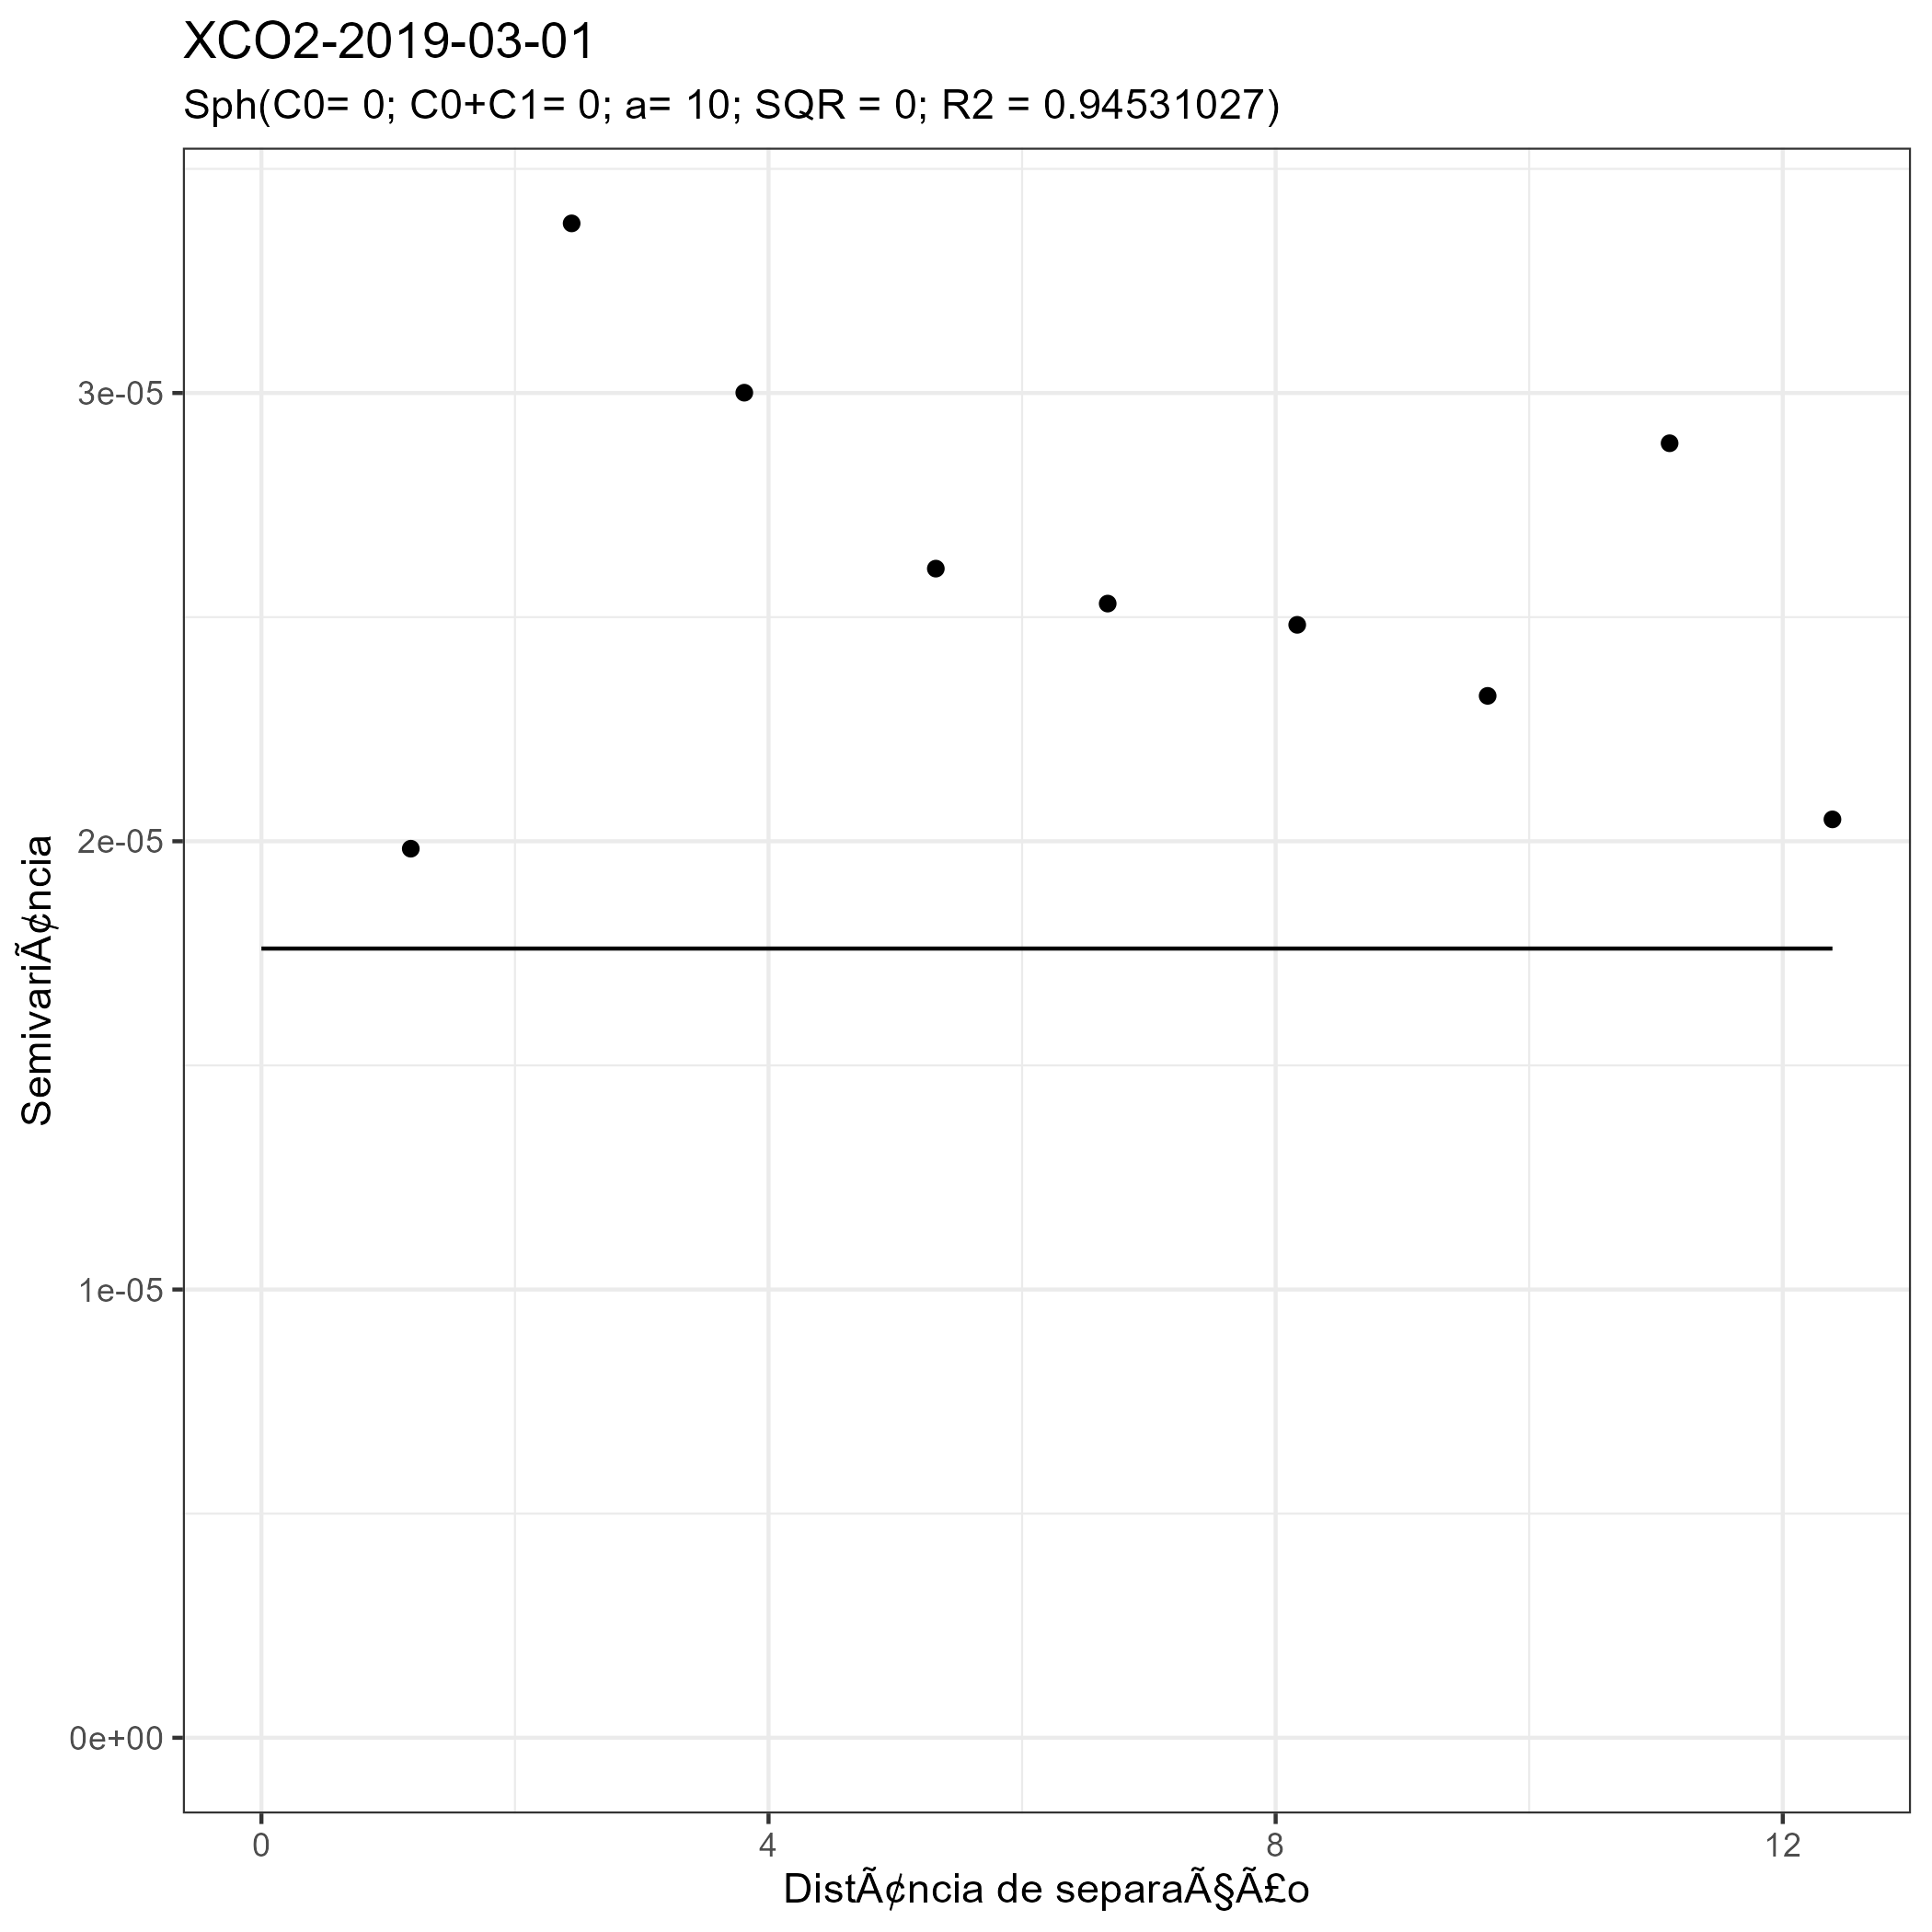 XCO2-2019-03-01
Sph(C0= 0; C0+C1= 0; a= 10; SQR = 0; R2 = 0.94531027)
SemivariÃ¢ncia
3e-05
2e-05
1e-05
0e+00
0 4 8 12
DistÃ¢ncia de separaÃ§Ã£o